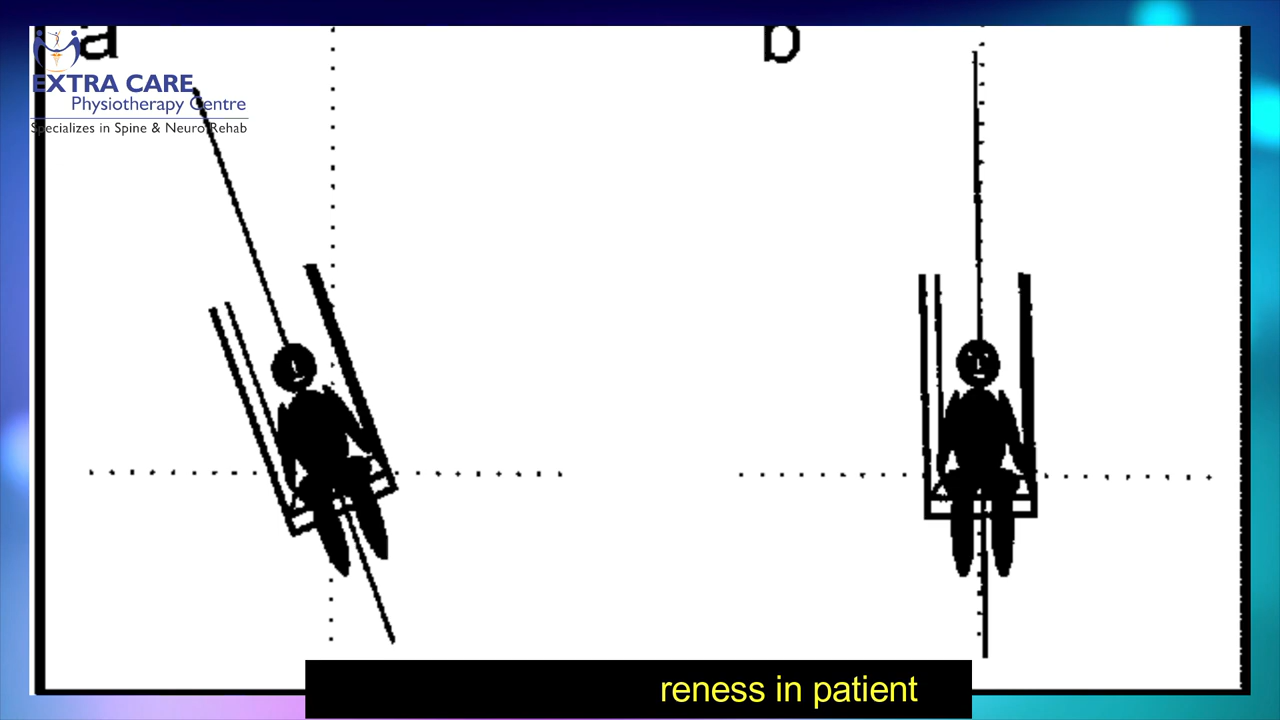 a
b
EXTRA CARE
Physiotherapy Centre
Specializes in Spine & Neuro Rehab
reness in patient